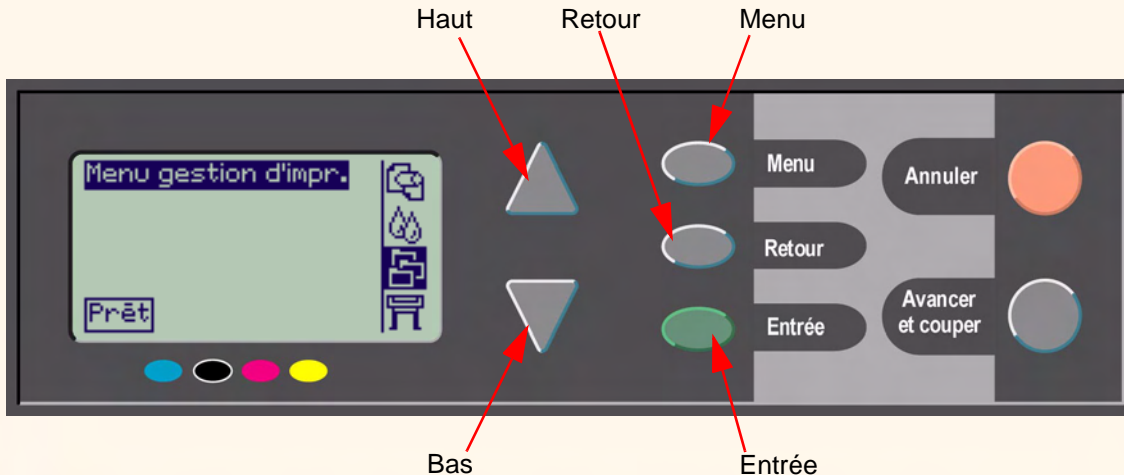 Haut
Retour
Menu
Menu gestion d'impr.
Prêt
Menu
Retour
Entrée
Annuler
Avancer
et couper
Bas
Entrée